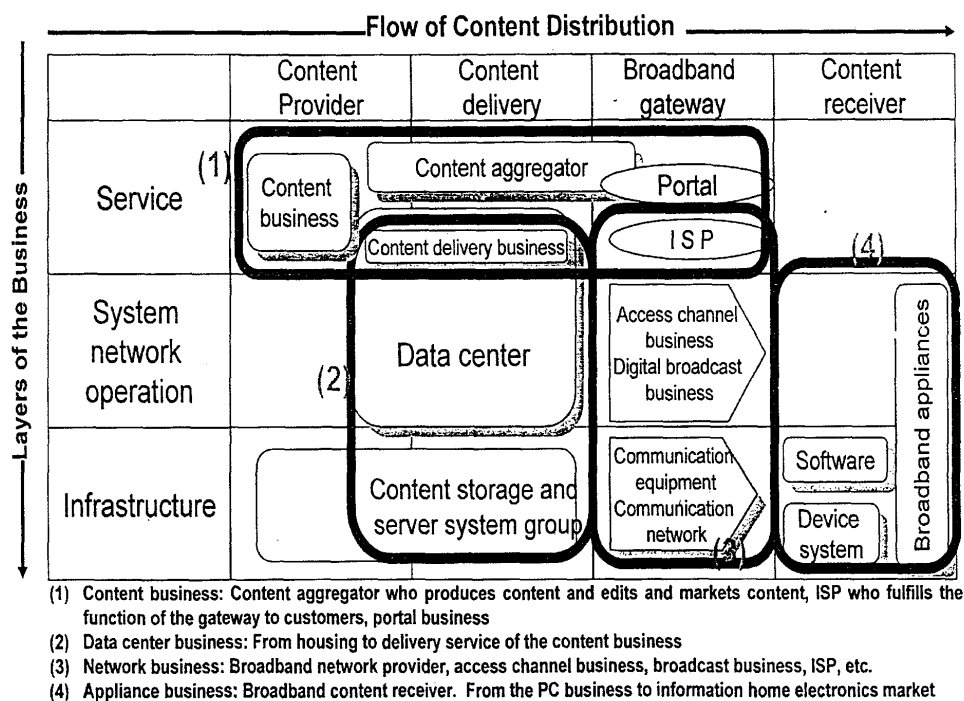 Flow of Content Distribution
Layers of the Business
Content
Provider
Content
delivery
Broadband
gateway
Content
receiver
Service
(1)
Content
business
Content aggregator
Portal
Content delivery business
ISP
(4)
System
network
operation
(2)
Data center
Access channel
business
Digital broadcast
business
Broadband appliances
Infrastructure
Content storage and
server system group
Communication
equipment
Communication
network
(3)
Software
Device
system
(1) Content business: Content aggregator who produces content and edits and markets content, ISP who fulfills the
function of the gateway to customers, portal business
(2) Data center business: From housing to delivery service of the content business
(3) Network business: Broadband network provider, access channel business, broadcast business, ISP, etc.
(4) Appliance business: Broadband content receiver. From the PC business to information home electronics market